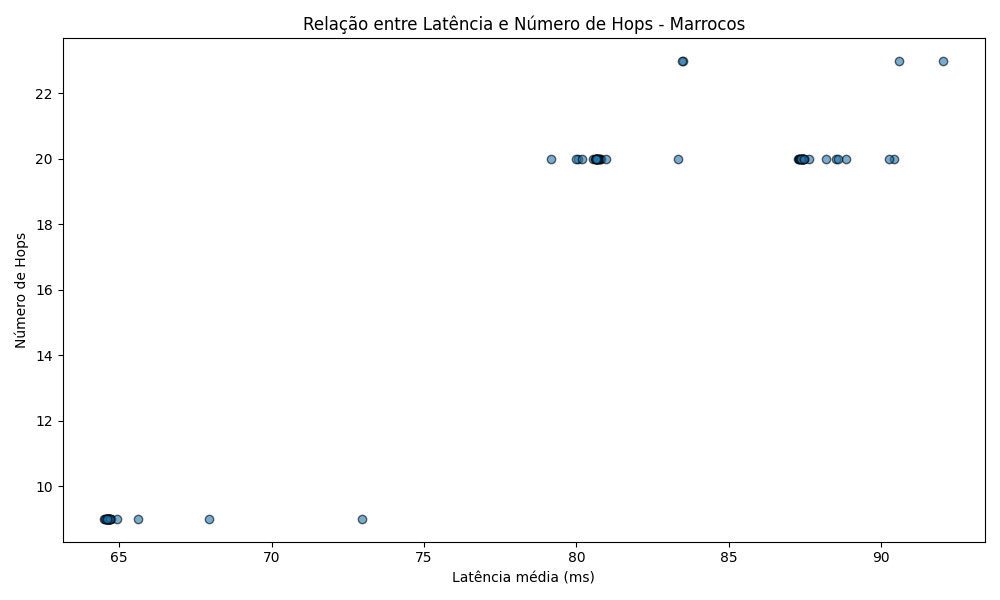 Relação entre Latência e Número de Hops - Marrocos
Número de Hops
22
20
18
16
14
12
10
65 70 75 80 85 90
Latência média (ms)